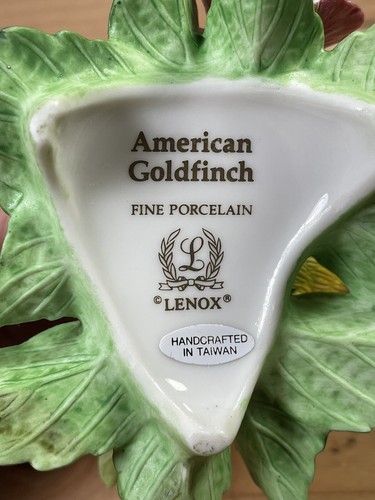 American
Goldfinch
FINE PORCELAIN
L
© LENOX ®
HANDCRAFTED
IN TAIWAN